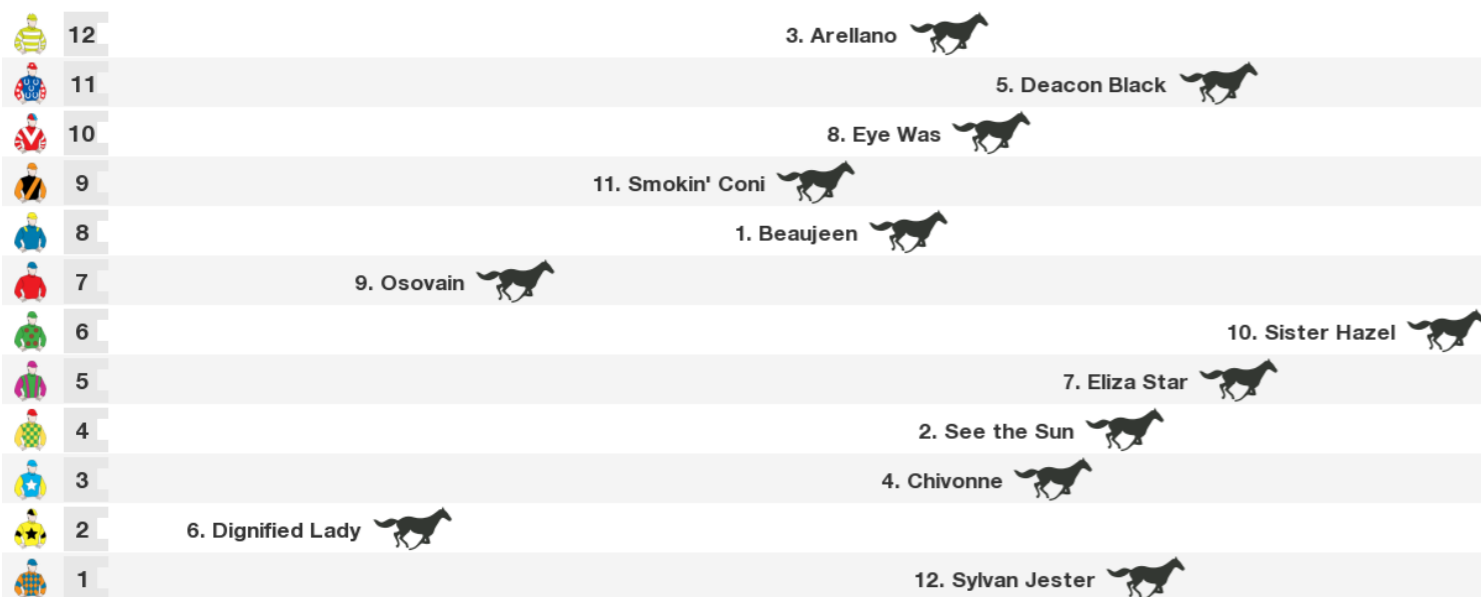 12 3. Arellano
11 5. Deacon Black
10 8. Eye Was
9 11. Smokin' Coni
8 1. Beaujeen
7 9. Osovain
6 10. Sister Hazel
5 7. Eliza Star
4 2. See the Sun
3 4. Chivonne
2 6. Dignified Lady
1 12. Sylvan Jester